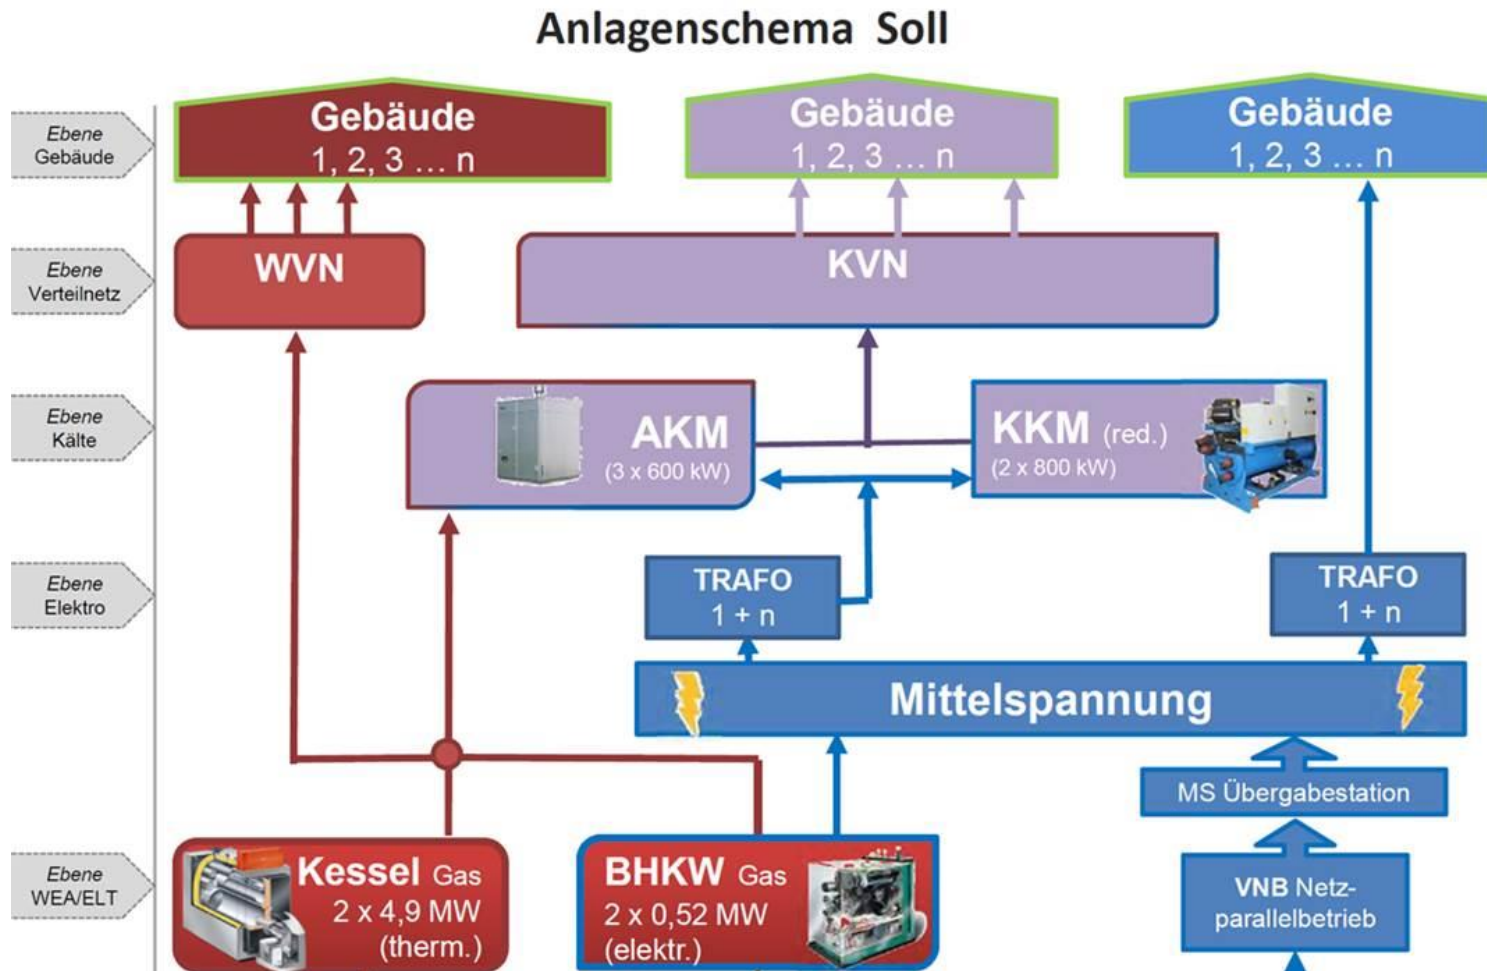 Anlagenschema Soll
Ebene
Gebäude
Gebäude
1, 2, 3 ... n
Gebäude
1, 2, 3 ... n
Gebäude
1, 2, 3 ... n
Ebene
Verteilnetz
WVN
KVN
Ebene
Kälte
AKM
(3 x 600 kW)
KKM (red.)
(2 x 800 kW)
Ebene
Elektro
TRAFO
1 + n
TRAFO
1 + n
Mittelspannung
MS Übergabestation
Ebene
WEA/ELT
Kessel Gas
2 x 4,9 MW
(therm.)
BHKW Gas
2 x 0,52 MW
(elektr.)
VNB Netz-
parallelbetrieb